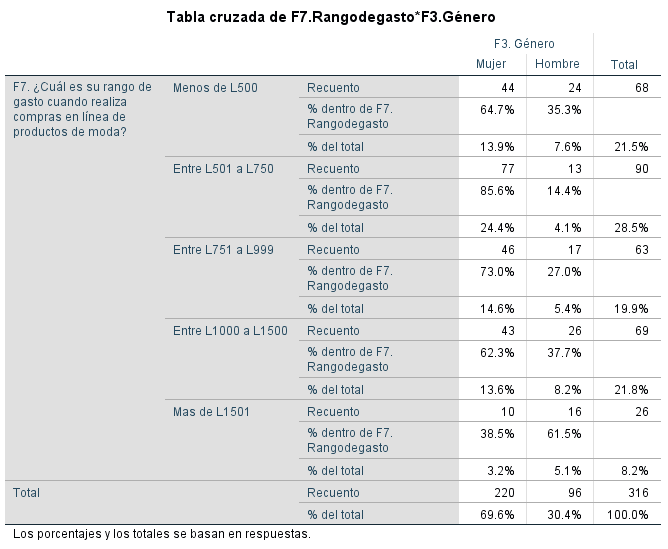 Tabla cruzada de F7.Rangodegasto*F3.Género
F3. Género
Mujer Hombre Total
F7. ¿Cuál es su rango de gasto cuando realiza compras en línea de productos de moda? Menos de L500 Recuento 44 24 68
% dentro de F7. Rangodegasto 64.7% 35.3%
% del total 13.9% 7.6% 21.5%
Entre L501 a L750 Recuento 77 13 90
% dentro de F7. Rangodegasto 85.6% 14.4%
% del total 24.4% 4.1% 28.5%
Entre L751 a L999 Recuento 46 17 63
% dentro de F7. Rangodegasto 73.0% 27.0%
% del total 14.6% 5.4% 19.9%
Entre L1000 a L1500 Recuento 43 26 69
% dentro de F7. Rangodegasto 62.3% 37.7%
% del total 13.6% 8.2% 21.8%
Mas de L1501 Recuento 10 16 26
% dentro de F7. Rangodegasto 38.5% 61.5%
% del total 3.2% 5.1% 8.2%
Total Recuento 220 96 316
% del total 69.6% 30.4% 100.0%
Los porcentajes y los totales se basan en respuestas.